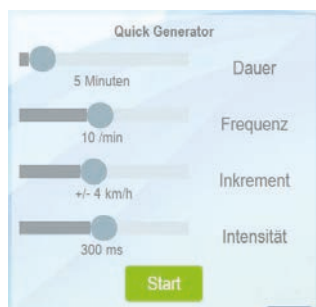 Quick Generator
5 Minuten
Dauer
10 /min
Frequenz
+/- 4 km/h
Inkrement
300 ms
Intensität
Start